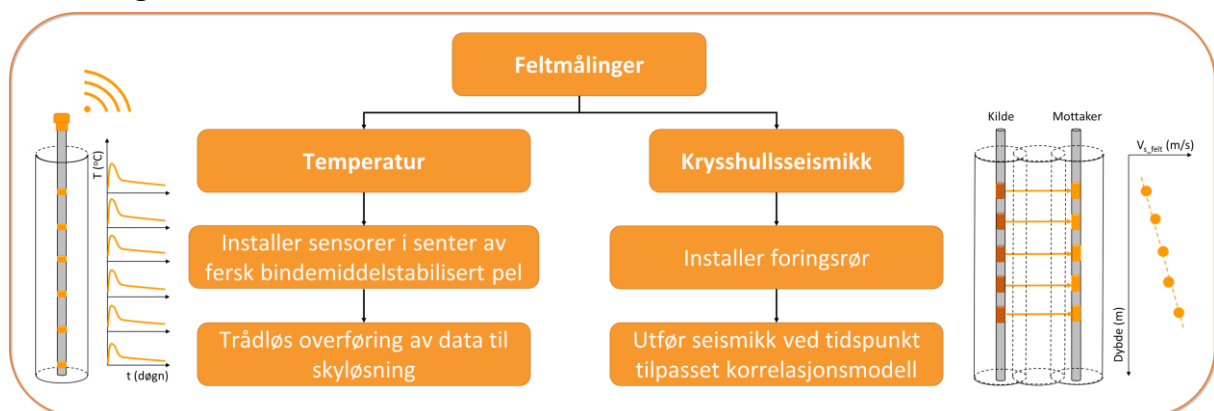 Feltmålinger
Temperatur
Krysshullsseismikk
Installer sensorer i senter av
fersk bindemiddelstabilisert pel
Installer foringsrør
Trådløs overføring av data til
skyløsning
Utfør seismikk ved tidspunkt
tilpasset korrelasjonsmodell
T (°C)
t (døgn)
Kilde
Mottaker
Vs_felt (m/s)
Dybde (m)